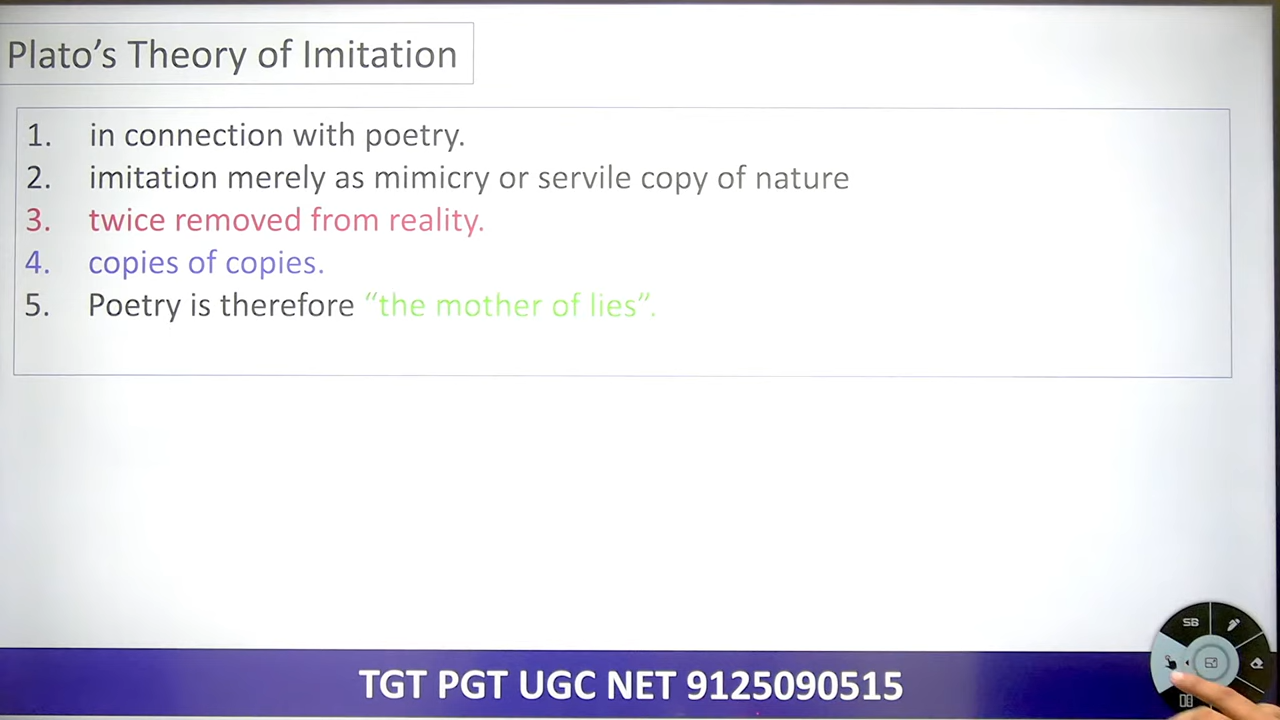 Plato’s Theory of Imitation
1. in connection with poetry.
2. imitation merely as mimicry or servile copy of nature
3. twice removed from reality.
4. copies of copies.
5. Poetry is therefore “the mother of lies”.
TGT PGT UGC NET 9125090515
SB